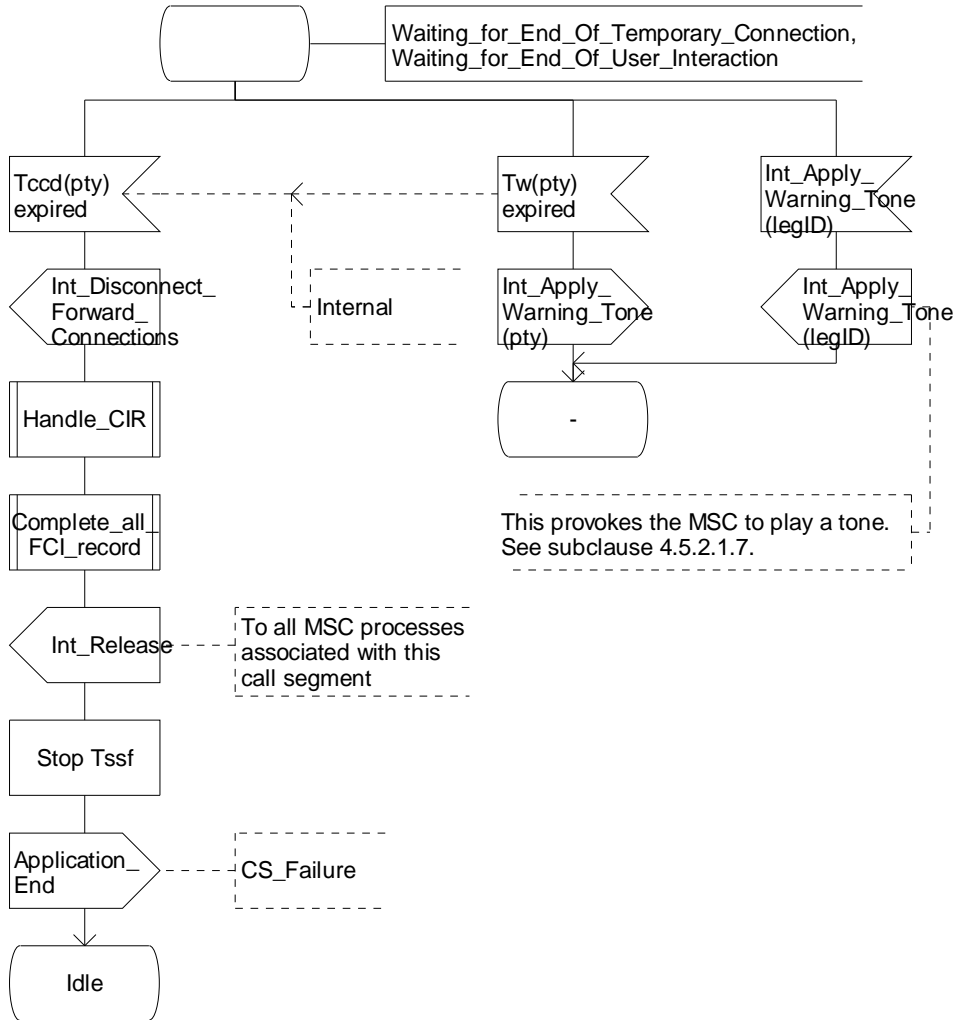 Waiting_for_End_Of_Temporary_Connection,
Waiting_for_End_Of_User_Interaction
Tccd(pty)
expired
Tw(pty)
expired
Int_Apply_
Warning_Tone
(legID)
Int_Disconnect_
Forward_
Connections
Internal
Int_Apply_
Warning_Tone
(pty)
Int_Apply_
Warning_Tone
(legID)
Handle_CIR
-
Complete_all_
FCI_record
This provokes the MSC to play a tone.
See subclause 4.5.2.1.7.
Int_Release
To all MSC processes
associated with this
call segment
Stop Tssf
Application_
End
CS_Failure
Idle